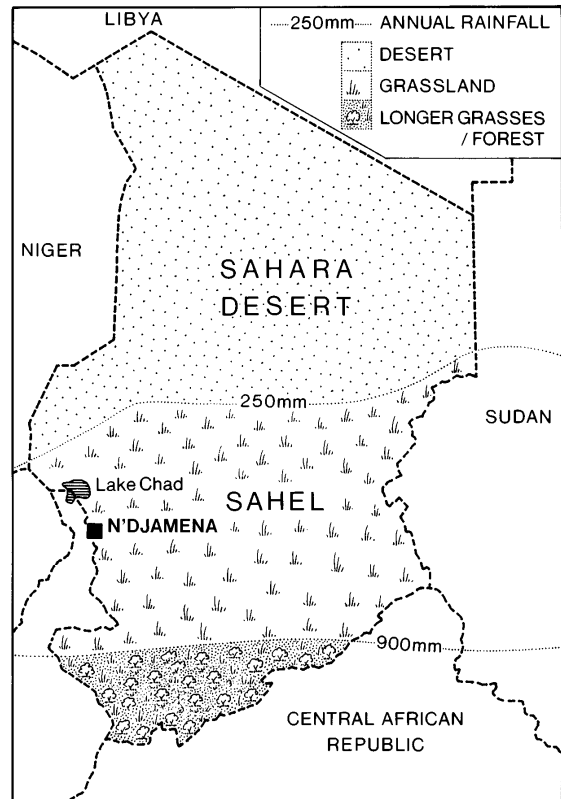 LIBYA
250mm ANNUAL RAINFALL
DESERT
GRASSLAND
LONGER GRASSES
/ FOREST
NIGER
SAHARA
DESERT
250mm
SUDAN
Lake Chad
SAHEL
N'DJAMENA
900mm
CENTRAL AFRICAN
REPUBLIC